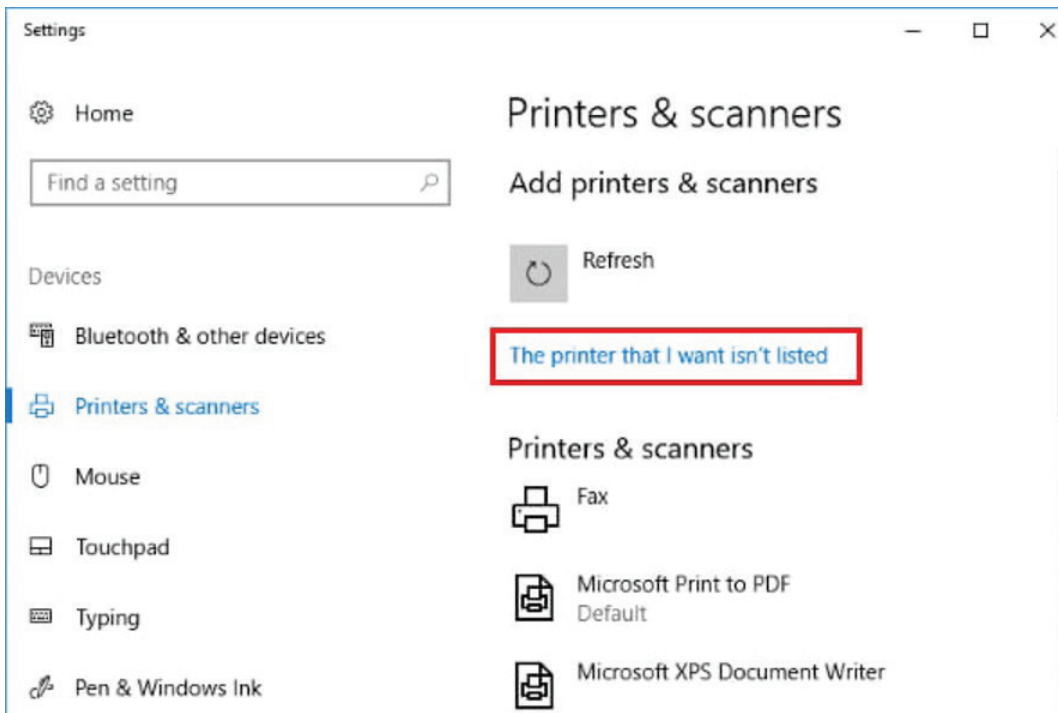 Settings
Home
Find a setting
Devices
Bluetooth & other devices
Printers & scanners
Mouse
Touchpad
Typing
Pen & Windows Ink
Printers & scanners
Add printers & scanners
Refresh
The printer that I want isn't listed
Printers & scanners
Fax
Microsoft Print to PDF
Default
Microsoft XPS Document Writer